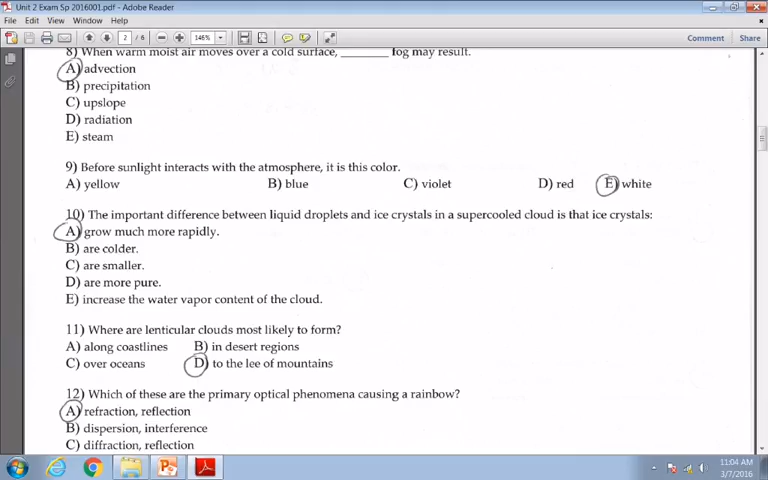 Unit 2 Exam Sp 2016001.pdf - Adobe Reader
File Edit View Window Help
2 / 6 146% Comment Share
8) When warm moist air moves over a cold surface, ________ fog may result.
A) advection
B) precipitation
C) upslope
D) radiation
E) steam
9) Before sunlight interacts with the atmosphere, it is this color.
A) yellow B) blue C) violet D) red E) white
10) The important difference between liquid droplets and ice crystals in a supercooled cloud is that ice crystals:
A) grow much more rapidly.
B) are colder.
C) are smaller.
D) are more pure.
E) increase the water vapor content of the cloud.
11) Where are lenticular clouds most likely to form?
A) along coastlines B) in desert regions
C) over oceans D) to the lee of mountains
12) Which of these are the primary optical phenomena causing a rainbow?
A) refraction, reflection
B) dispersion, interference
C) diffraction, reflection
11:04 AM
3/7/2016